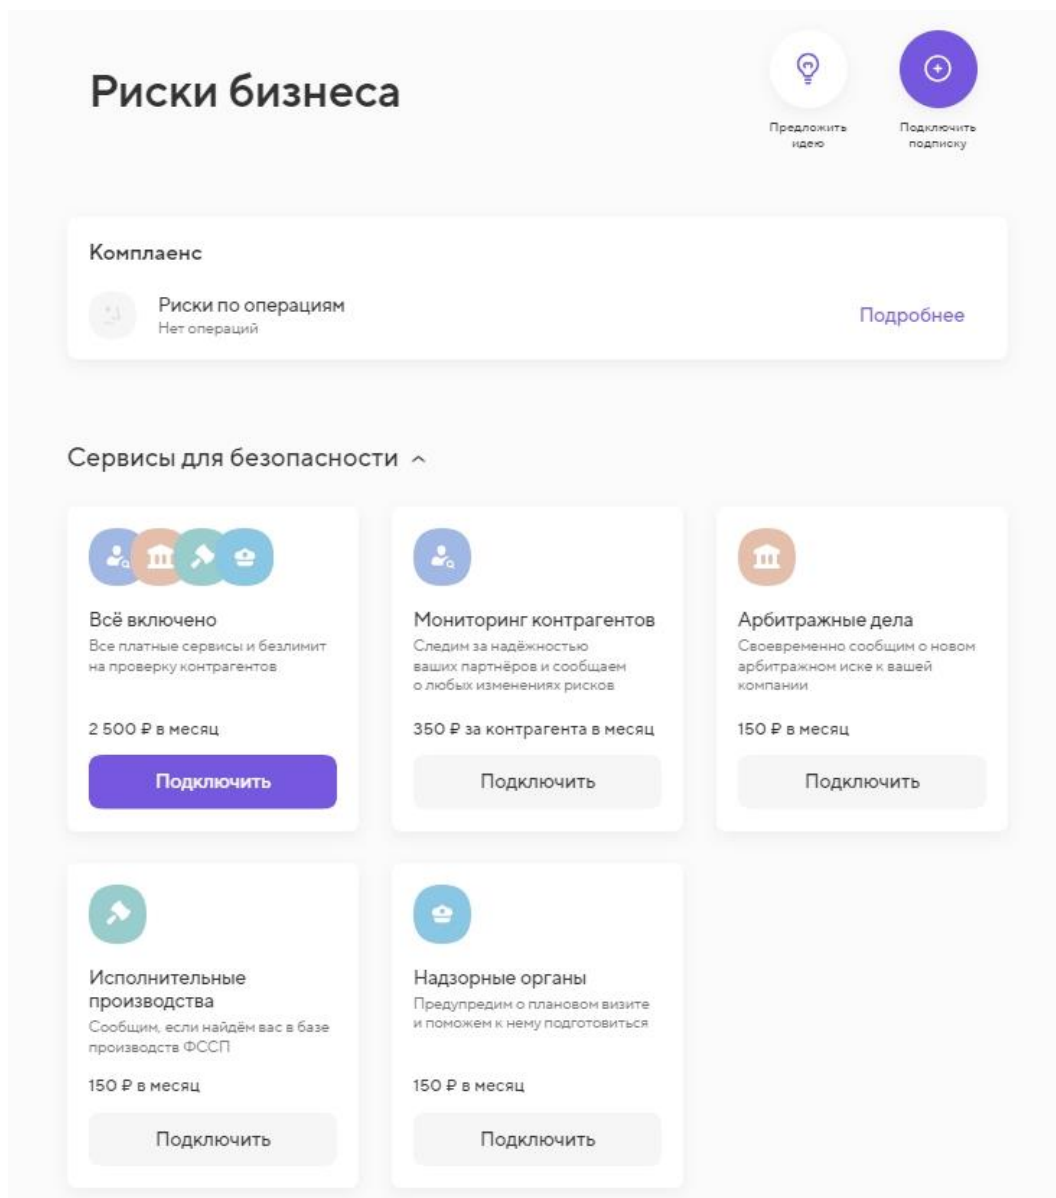 Риски бизнеса
Предложить
идею
Подключить
подписку
Комплаенс
Риски по операциям
Нет операций
Подробнее
Сервисы для безопасности
Всё включено
Все платные сервисы и безлимит
на проверку контрагентов
2 500 ₽ в месяц
Подключить
Мониторинг контрагентов
Следим за надёжностью
ваших партнёров и сообщаем
о любых изменениях рисков
350 ₽ за контрагента в месяц
Подключить
Арбитражные дела
Своевременно сообщим о новом
арбитражном иске к вашей
компании
150 ₽ в месяц
Подключить
Исполнительные
производства
Сообщим, если найдём вас в базе
производств ФССП
150 ₽ в месяц
Подключить
Надзорные органы
Предупредим о плановом визите
и поможем к нему подготовиться
150 ₽ в месяц
Подключить